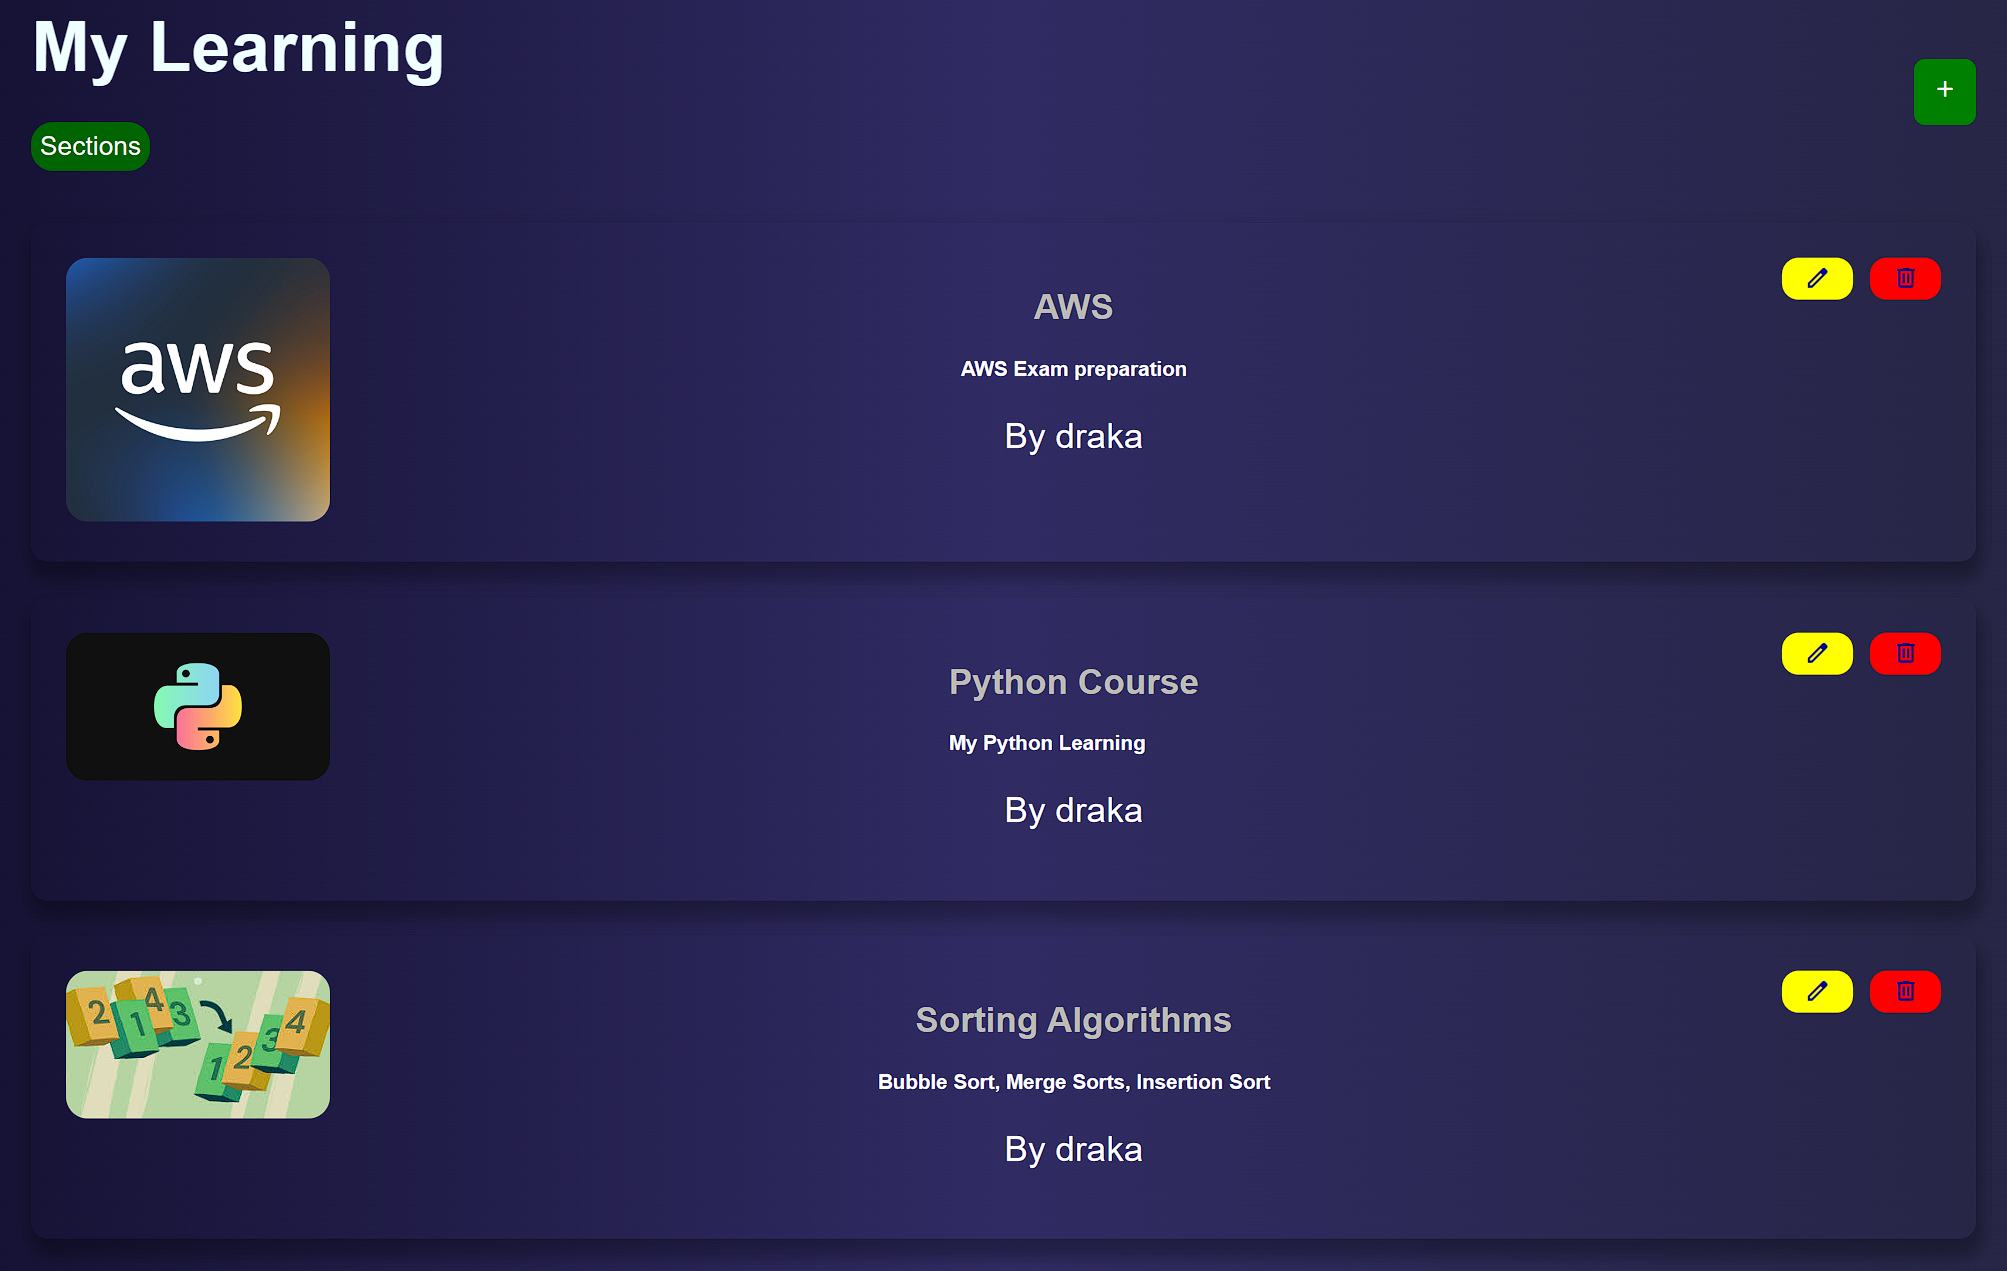 My Learning
+
Sections
aws
AWS
AWS Exam preparation
By draka
Python Course
My Python Learning
By draka
2 1 4 3
1 2 3 4
Sorting Algorithms
Bubble Sort, Merge Sorts, Insertion Sort
By draka